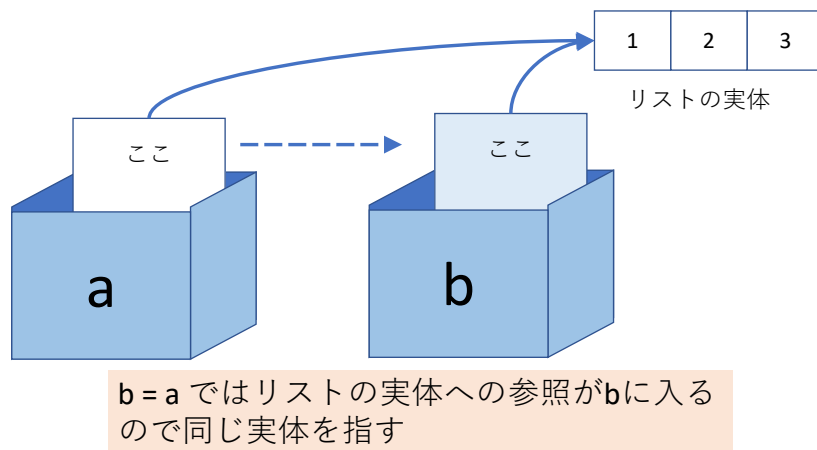 1 2 3
リストの実体
ここ
ここ
a
b
b = a ではリストの実体への参照がbに入る
ので同じ実体を指す